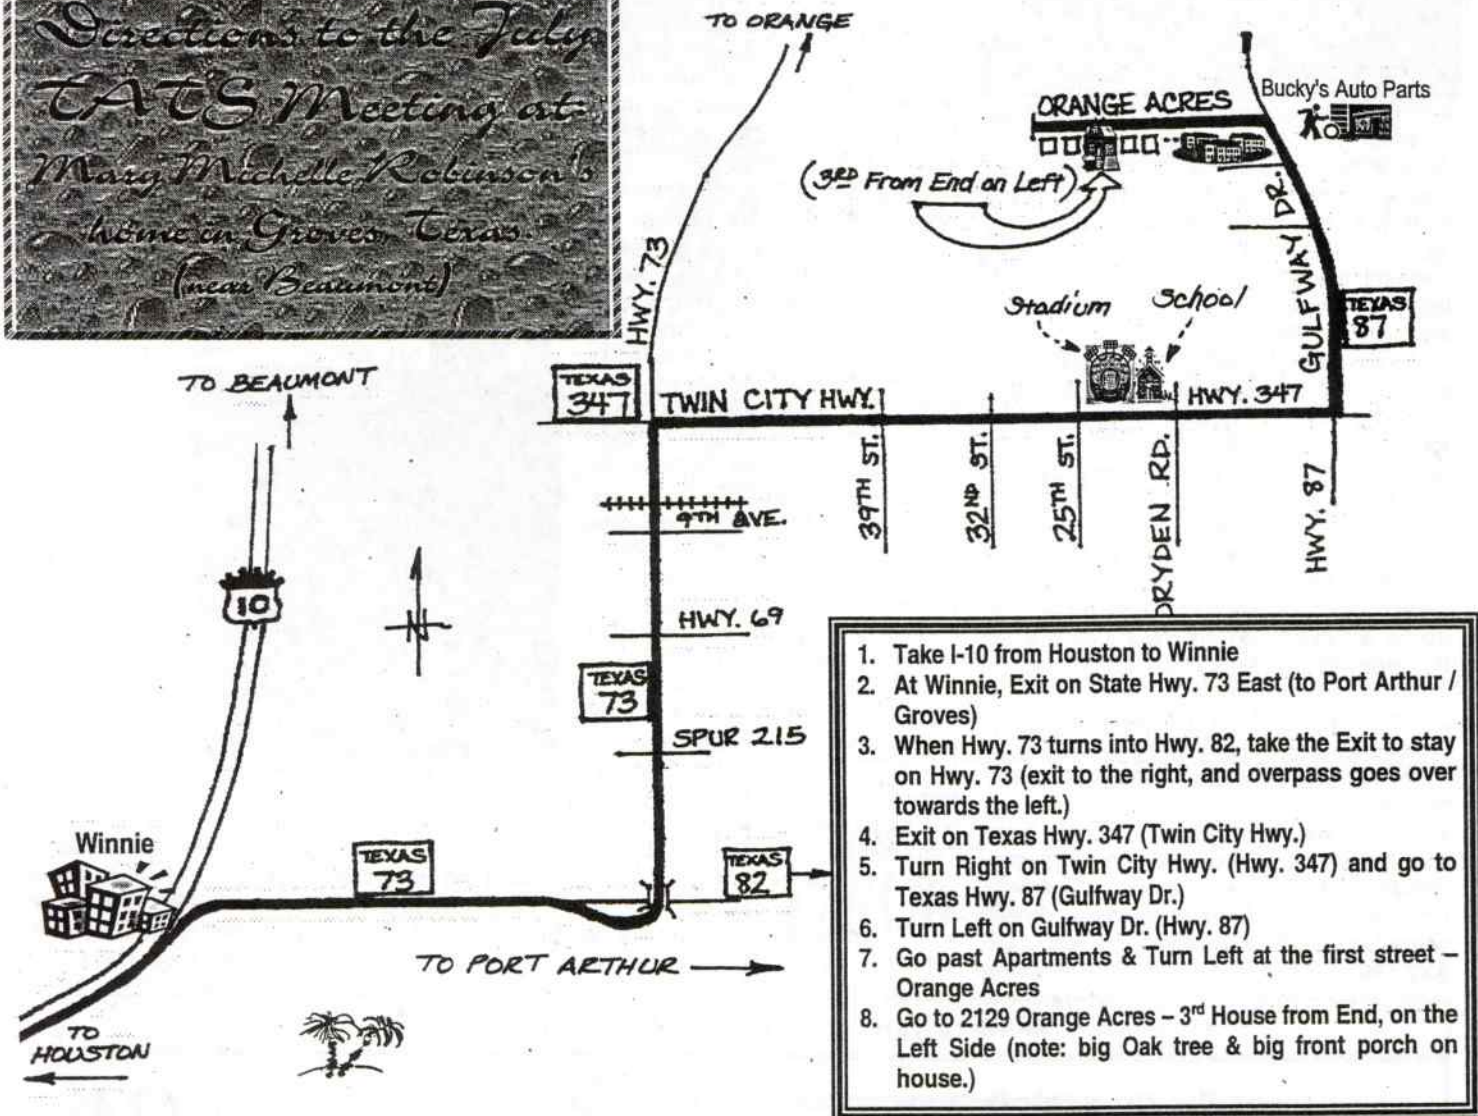 Directions to the July
TATS Meeting at
Mary Michelle Robinson's
home in Groves, Texas
(near Beaumont)
TO ORANGE
HWY. 73
ORANGE ACRES
Bucky's Auto Parts
(3RD From End on Left)
GULFWAY DR.
TEXAS
87
Stadium
School
TO BEAUMONT
TEXAS
347
TWIN CITY HWY.
HWY. 347
39TH ST.
32ND ST.
25TH ST.
DRYDEN RD.
HWY. 87
9TH AVE.
10
N
HWY. 69
TEXAS
73
SPUR 215
Winnie
TEXAS
73
TEXAS
82
TO PORT ARTHUR
TO
HOUSTON
1. Take I-10 from Houston to Winnie
2. At Winnie, Exit on State Hwy. 73 East (to Port Arthur /
Groves)
3. When Hwy. 73 turns into Hwy. 82, take the Exit to stay
on Hwy. 73 (exit to the right, and overpass goes over
towards the left.)
4. Exit on Texas Hwy. 347 (Twin City Hwy.)
5. Turn Right on Twin City Hwy. (Hwy. 347) and go to
Texas Hwy. 87 (Gulfway Dr.)
6. Turn Left on Gulfway Dr. (Hwy. 87)
7. Go past Apartments & Turn Left at the first street –
Orange Acres
8. Go to 2129 Orange Acres – 3rd House from End, on the
Left Side (note: big Oak tree & big front porch on
house.)